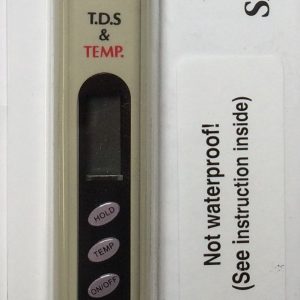 T.D.S
&
TEMP.
HOLD
TEMP
ON/OFF
Not waterproof!
(See instruction inside)